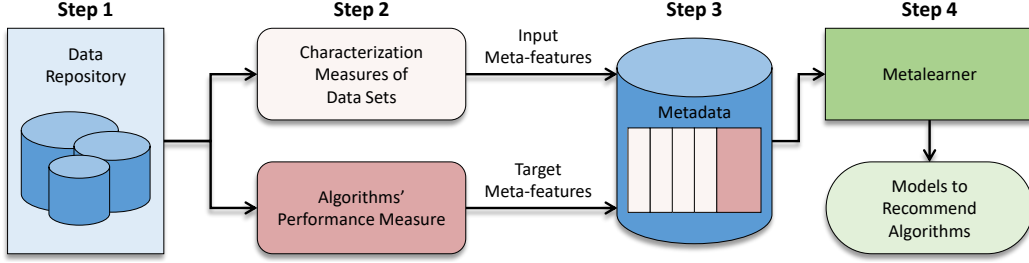 Step 1
Step 2
Step 3
Step 4
Data
Repository
Characterization
Measures of
Data Sets
Algorithms'
Performance Measure
Input
Meta-features
Target
Meta-features
Metadada
Metalearner
Models to
Recommend
Algorithms